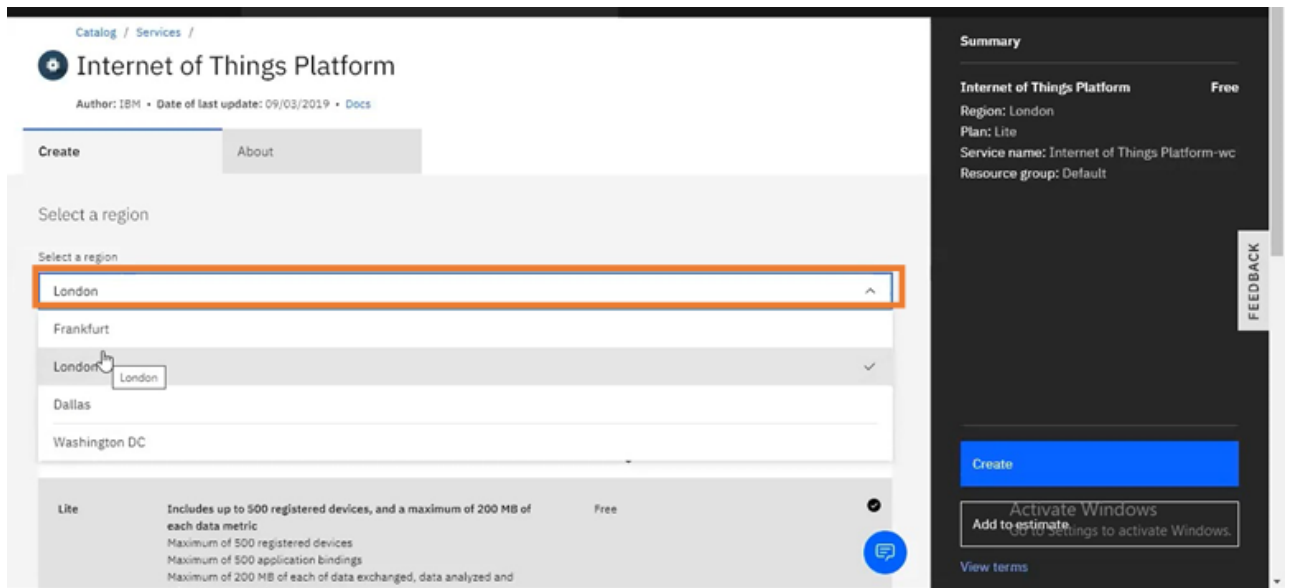 Catalog / Services /
Internet of Things Platform
Author: IBM • Date of last update: 09/03/2019 • Docs
Create
About
Select a region
Select a region
London
Frankfurt
London
London
Dallas
Washington DC
Lite
Includes up to 500 registered devices, and a maximum of 200 MB of
each data metric
Maximum of 500 registered devices
Maximum of 500 application bindings
Maximum of 200 MB of each of data exchanged, data analyzed and
Free
Summary
Internet of Things Platform Free
Region: London
Plan: Lite
Service name: Internet of Things Platform-wc
Resource group: Default
FEEDBACK
Create
Add to estimate
Activate Windows
Go to Settings to activate Windows.
View terms